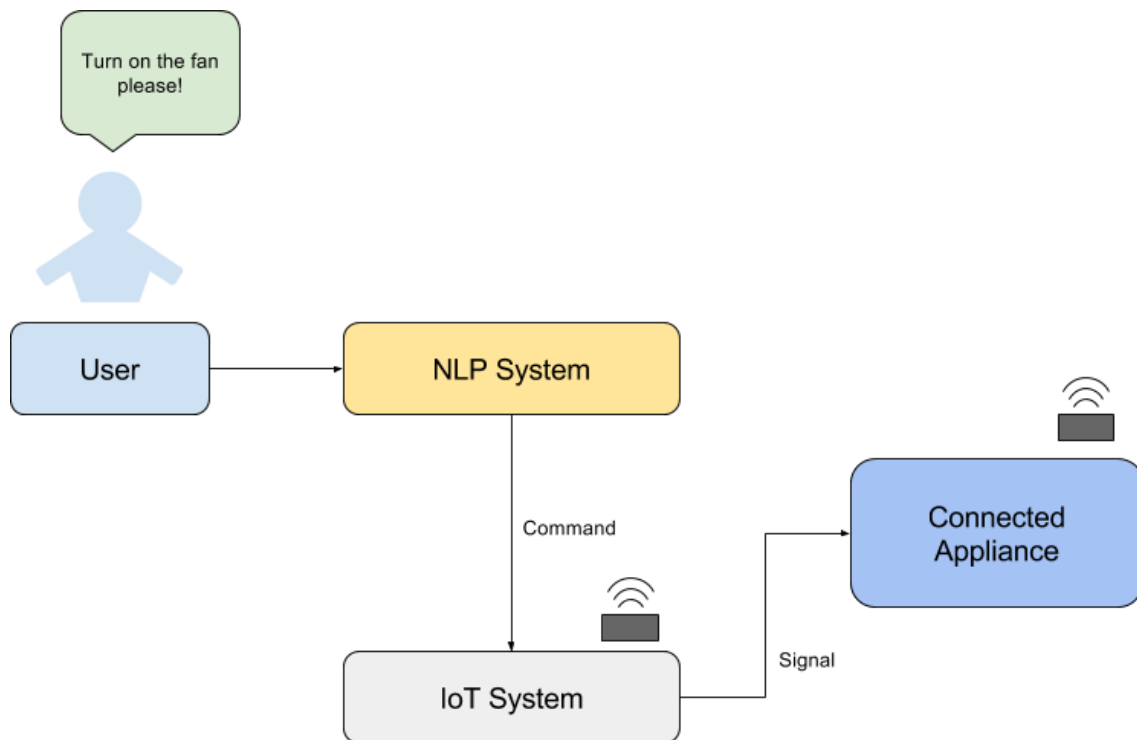 Turn on the fan
please!
User
NLP System
Command
Connected
Appliance
Signal
IoT System